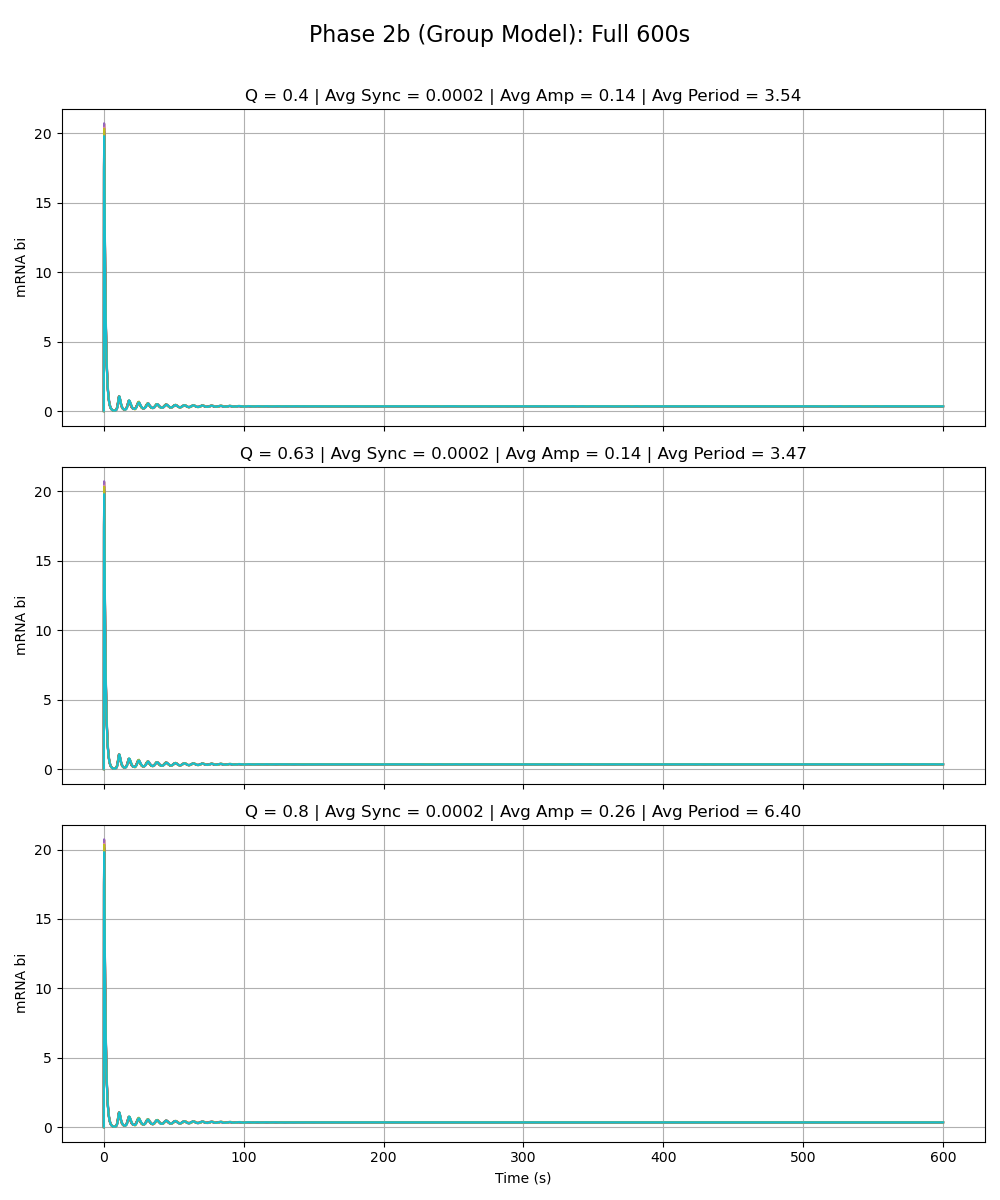 Phase 2b (Group Model): Full 600s
Q = 0.4 | Avg Sync = 0.0002 | Avg Amp = 0.14 | Avg Period = 3.54
20
15
10
5
0
mRNA bi
Q = 0.63 | Avg Sync = 0.0002 | Avg Amp = 0.14 | Avg Period = 3.47
20
15
10
5
0
mRNA bi
Q = 0.8 | Avg Sync = 0.0002 | Avg Amp = 0.26 | Avg Period = 6.40
20
15
10
5
0
mRNA bi
0 100 200 300 400 500 600
Time (s)